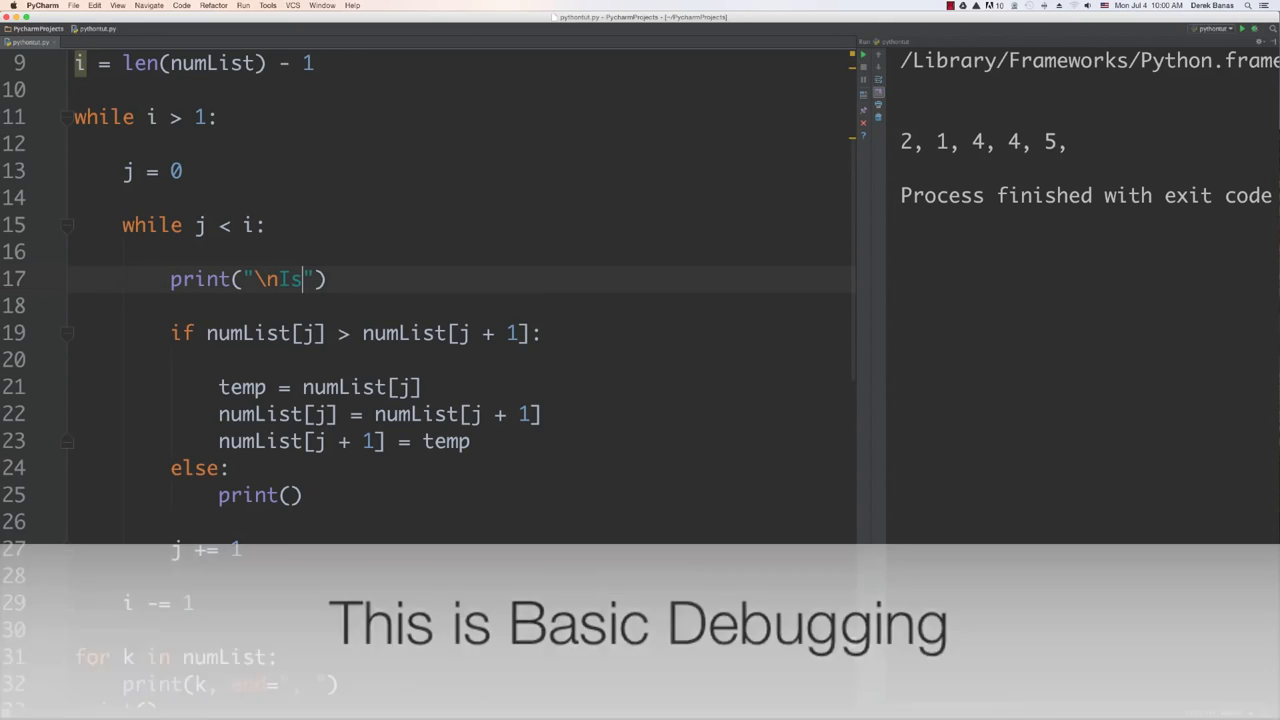 PyCharm File Edit View Navigate Code Refactor Run Tools VCS Window Help
10 Mon Jul 4 10:00 AM Derek Banas
pythontut.py - PycharmProjects - [~/PycharmProjects]
PycharmProjects pythontut.py
pythontut
pythontut.py
Run: pythontut
9 i = len(numList) - 1
10
11 while i > 1:
12
13 j = 0
14
15 while j < i:
16
17 print("\nIs")
18
19 if numList[j] > numList[j + 1]:
20
21 temp = numList[j]
22 numList[j] = numList[j + 1]
23 numList[j + 1] = temp
24 else:
25 print()
26
27 j += 1
28
29 i -= 1
30
31 for k in numList:
32 print(k, end=", ")
/Library/Frameworks/Python.frame
2, 1, 4, 4, 5,
Process finished with exit code
This is Basic Debugging